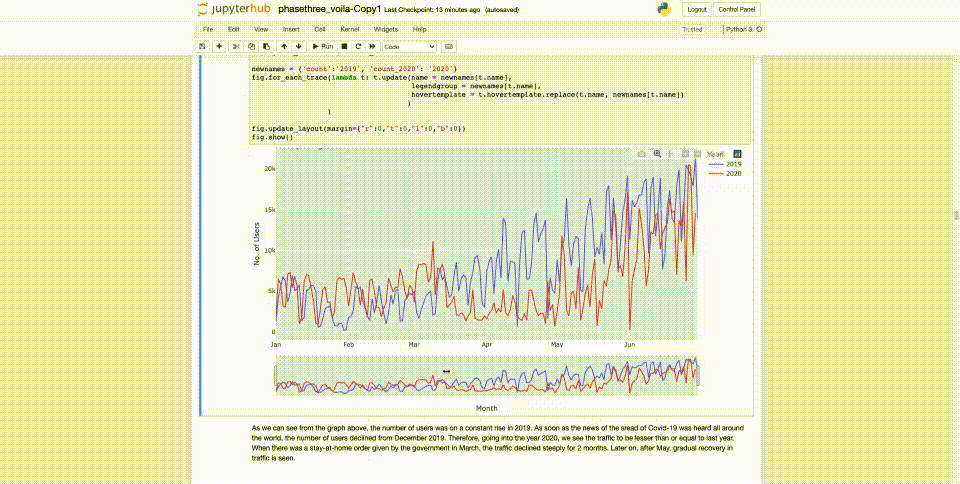 jupyterhub phasethree_voila-Copy1 Last Checkpoint: 13 minutes ago (autosaved) Logout Control Panel
File Edit View Insert Cell Kernel Widgets Help Trusted Python 3
Run Code
newnames = {'count':'2019', 'count_2020': '2020'}
fig.for_each_trace(lambda t: t.update(name = newnames[t.name],
legendgroup = newnames[t.name],
hovertemplate = t.hovertemplate.replace(t.name, newnames[t.name])
)
)
fig.update_layout(margin={"r":0,"t":0,"l":0,"b":0})
fig.show()
Year
2019
2020
20k
15k
10k
5k
0
No. of Users
Jan Feb Mar Apr May Jun
Month
As we can see from the graph above, the number of users was on a constant rise in 2019. As soon as the news of the sread of Covid-19 was heard all around
the world, the number of users declined from December 2019. Therefore, going into the year 2020, we see the traffic to be lesser than or equal to last year.
When there was a stay-at-home order given by the government in March, the traffic declined steeply for 2 months. Later on, after May, gradual recovery in
traffic is seen.